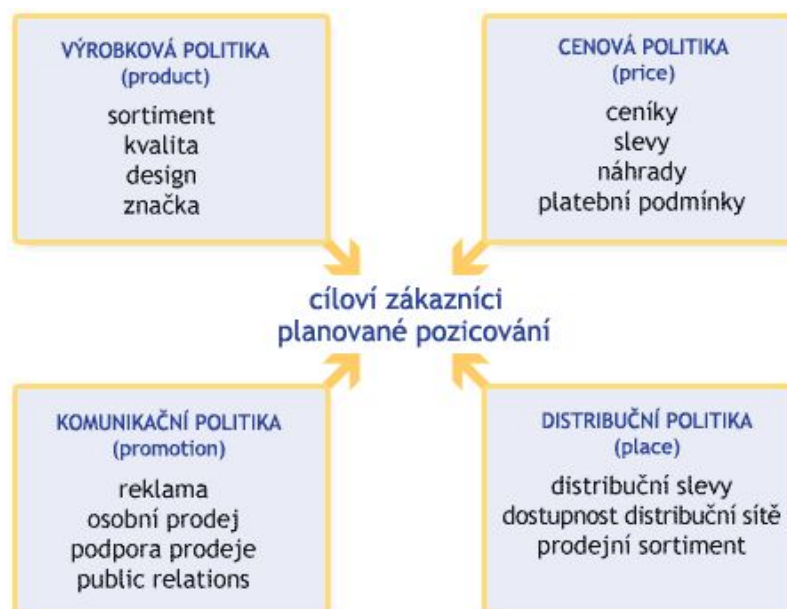 VÝROBKOVÁ POLITIKA
(product)
sortiment
kvalita
design
značka
CENOVÁ POLITIKA
(price)
ceníky
slevy
náhrady
platební podmínky
cíloví zákazníci
planované pozicování
KOMUNIKAČNÍ POLITIKA
(promotion)
reklama
osobní prodej
podpora prodeje
public relations
DISTRIBUČNÍ POLITIKA
(place)
distribuční slevy
dostupnost distribuční sítě
prodejní sortiment